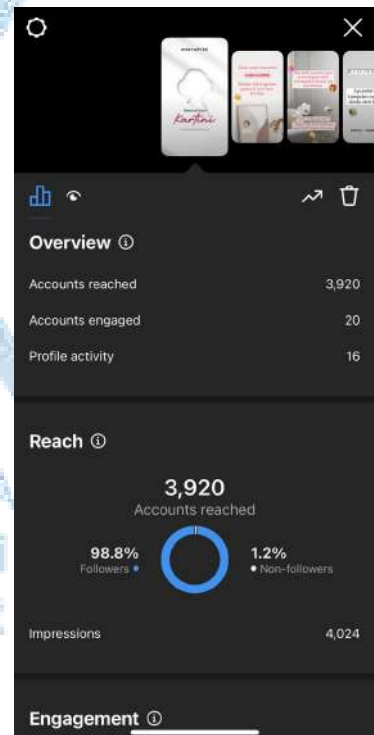 Kartini
Overview
Accounts reached 3,920
Accounts engaged 20
Profile activity 16
Reach
3,920
Accounts reached
98.8% 1.2%
Followers Non-followers
Impressions 4,024
Engagement